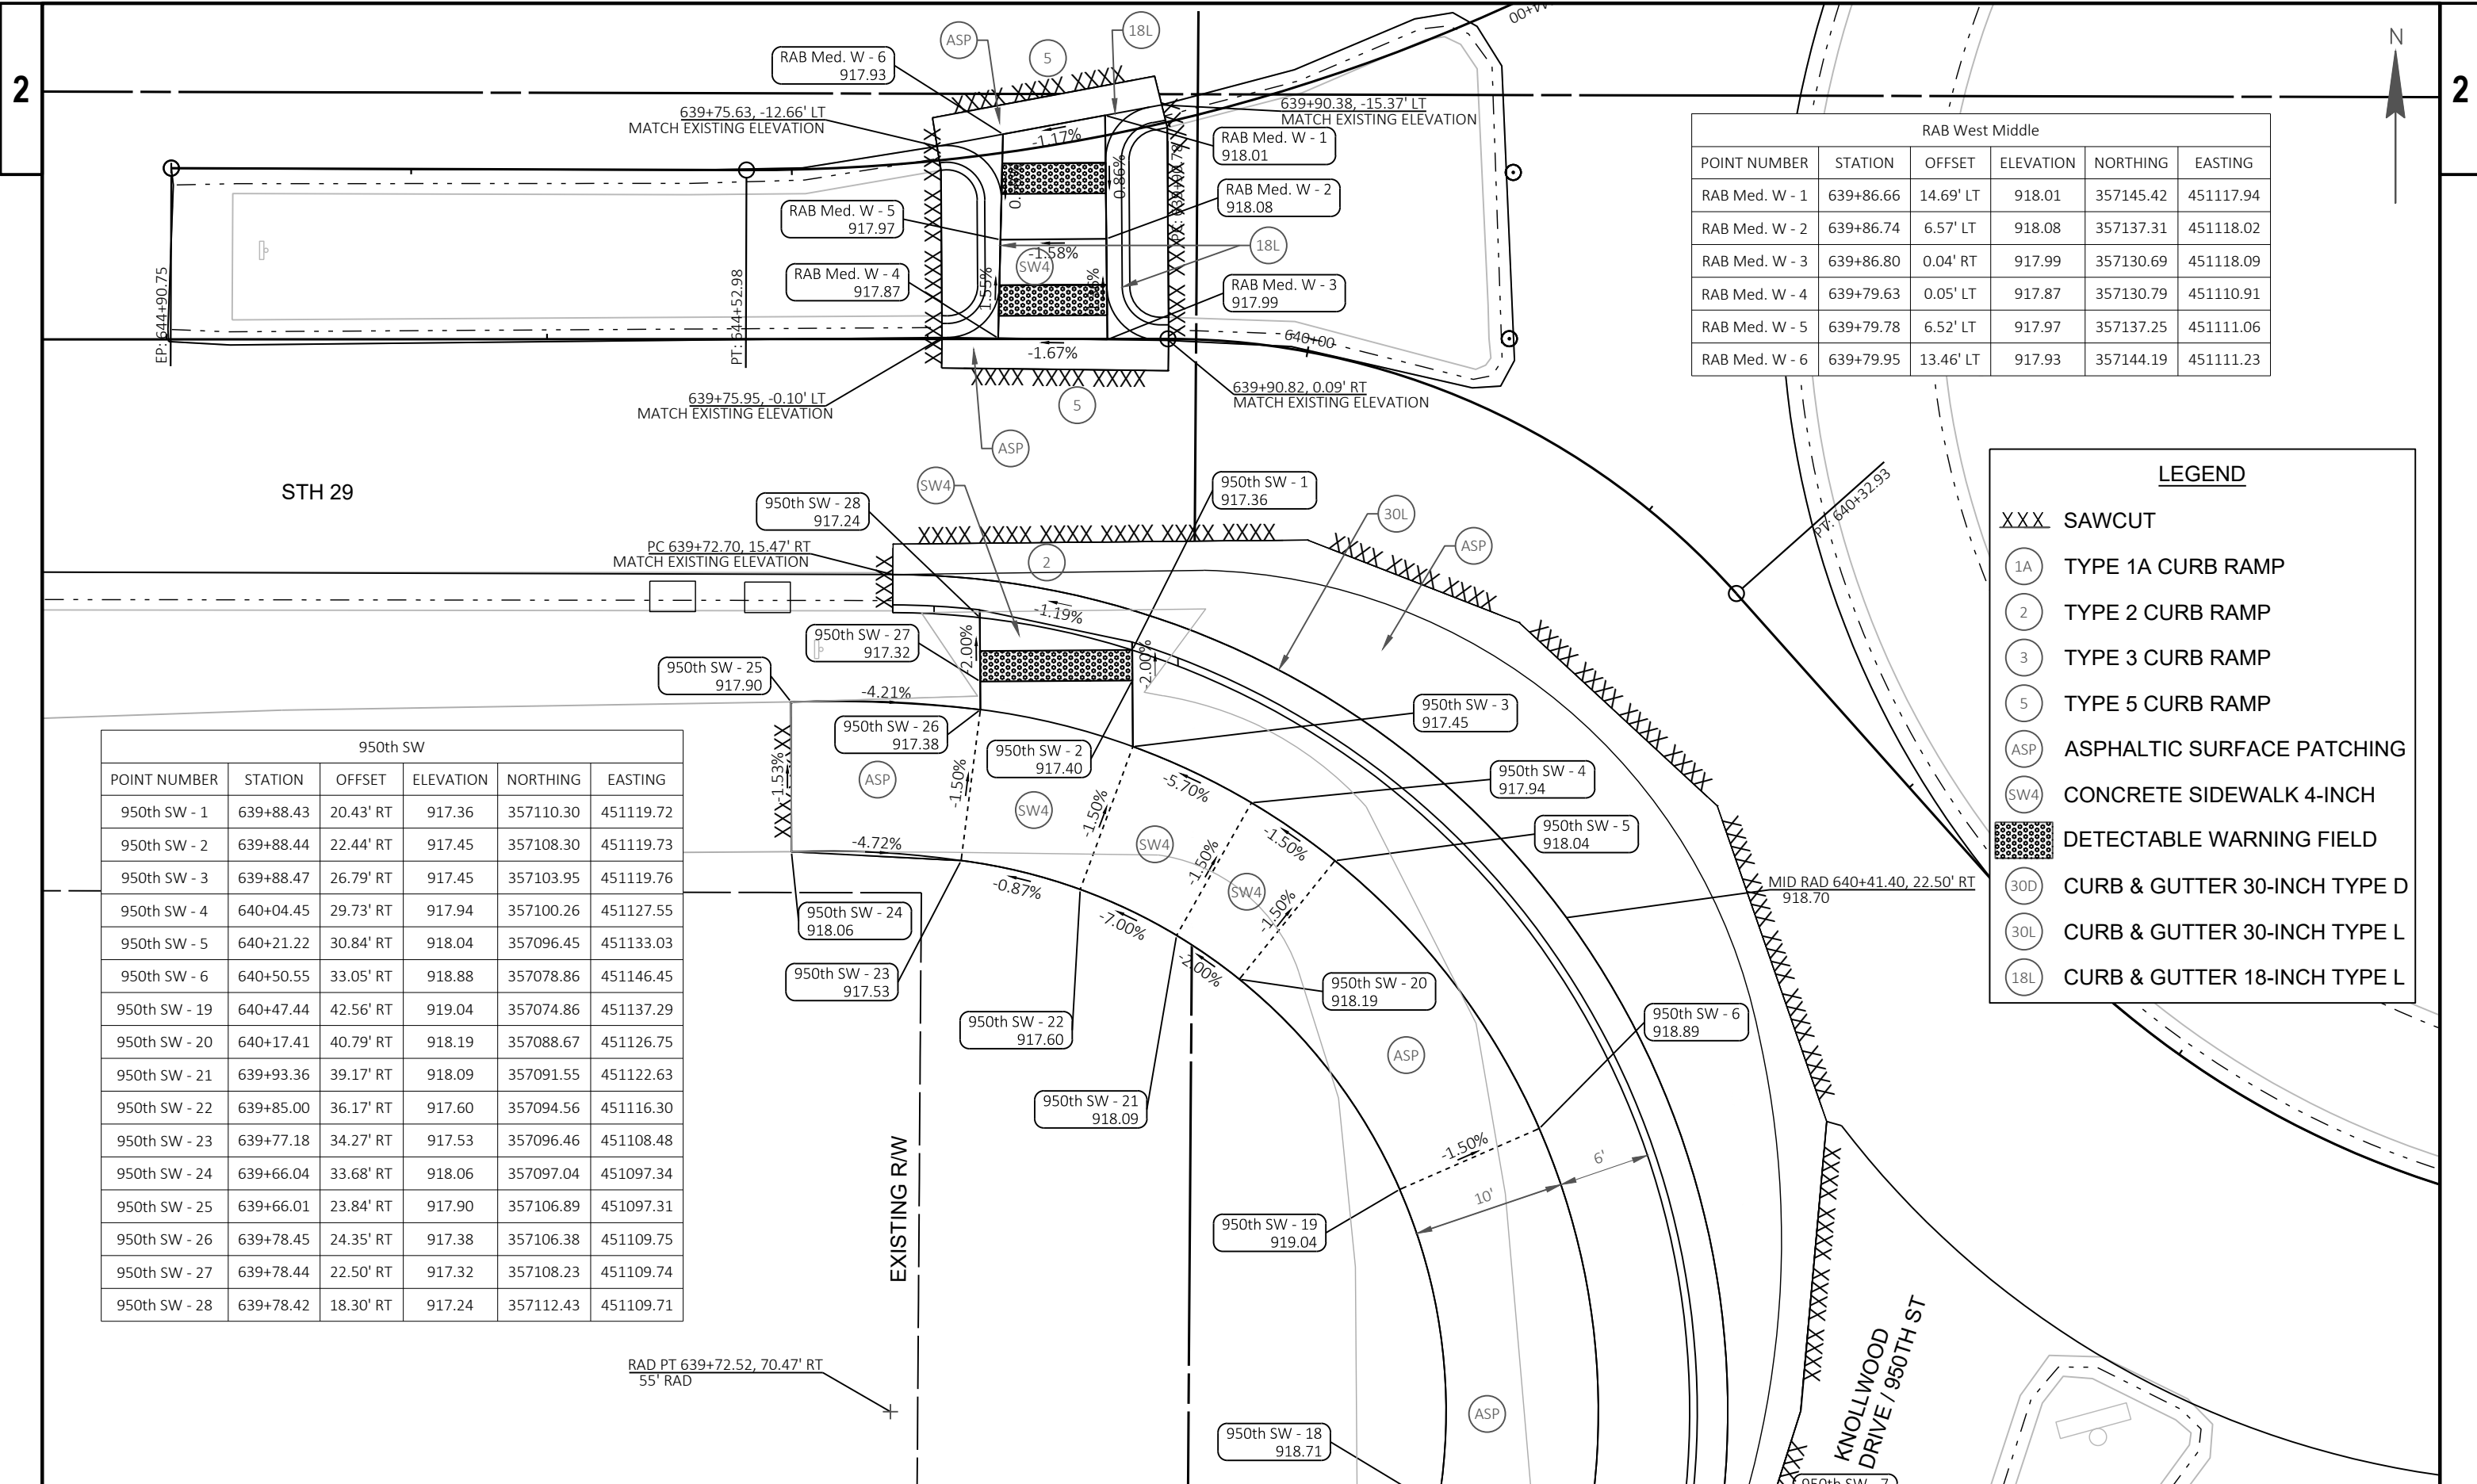 2
2
N
ASP
5
18L
RAB Med. W - 6
917.93
639+75.63, -12.66' LT
MATCH EXISTING ELEVATION
-1.17%
639+90.38, -15.37' LT
MATCH EXISTING ELEVATION
RAB Med. W - 1
918.01
0.86%
RAB Med. W - 2
918.08
RAB Med. W - 5
917.97
-1.58%
SW4
18L
RAB Med. W - 4
917.87
1.55%
RAB Med. W - 3
917.99
EP: 644+90.75
PT: 644+52.98
-1.67%
640+00
639+75.95, -0.10' LT
MATCH EXISTING ELEVATION
5
639+90.82, 0.09' RT
MATCH EXISTING ELEVATION
ASP
RAB West Middle
POINT NUMBER STATION OFFSET ELEVATION NORTHING EASTING
RAB Med. W - 1 639+86.66 14.69' LT 918.01 357145.42 451117.94
RAB Med. W - 2 639+86.74 6.57' LT 918.08 357137.31 451118.02
RAB Med. W - 3 639+86.80 0.04' RT 917.99 357130.69 451118.09
RAB Med. W - 4 639+79.63 0.05' LT 917.87 357130.79 451110.91
RAB Med. W - 5 639+79.78 6.52' LT 917.97 357137.25 451111.06
RAB Med. W - 6 639+79.95 13.46' LT 917.93 357144.19 451111.23
STH 29
SW4
950th SW - 28
917.24
950th SW - 1
917.36
30L
ASP
PC 639+72.70, 15.47' RT
MATCH EXISTING ELEVATION
2
PT: 640+32.93
-1.19%
950th SW - 27
917.32
-2.00%
-2.00%
950th SW - 25
917.90
-4.21%
950th SW - 26
917.38
950th SW - 2
917.40
950th SW - 3
917.45
-1.53%
ASP
-1.50%
SW4
-1.50%
-5.70%
950th SW - 4
917.94
SW4
-1.50%
-1.50%
950th SW - 5
918.04
-4.72%
-0.87%
-7.00%
SW4
-1.50%
-2.00%
MID RAD 640+41.40, 22.50' RT
918.70
950th SW - 24
918.06
950th SW - 23
917.53
950th SW - 22
917.60
950th SW - 20
918.19
950th SW - 6
918.89
ASP
950th SW - 21
918.09
-1.50%
6'
10'
950th SW - 19
919.04
EXISTING R/W
RAD PT 639+72.52, 70.47' RT
55' RAD
ASP
950th SW - 18
918.71
KNOLLWOOD
DRIVE / 950TH ST
950th SW - 7
950th SW
POINT NUMBER STATION OFFSET ELEVATION NORTHING EASTING
950th SW - 1 639+88.43 20.43' RT 917.36 357110.30 451119.72
950th SW - 2 639+88.44 22.44' RT 917.45 357108.30 451119.73
950th SW - 3 639+88.47 26.79' RT 917.45 357103.95 451119.76
950th SW - 4 640+04.45 29.73' RT 917.94 357100.26 451127.55
950th SW - 5 640+21.22 30.84' RT 918.04 357096.45 451133.03
950th SW - 6 640+50.55 33.05' RT 918.88 357078.86 451146.45
950th SW - 19 640+47.44 42.56' RT 919.04 357074.86 451137.29
950th SW - 20 640+17.41 40.79' RT 918.19 357088.67 451126.75
950th SW - 21 639+93.36 39.17' RT 918.09 357091.55 451122.63
950th SW - 22 639+85.00 36.17' RT 917.60 357094.56 451116.30
950th SW - 23 639+77.18 34.27' RT 917.53 357096.46 451108.48
950th SW - 24 639+66.04 33.68' RT 918.06 357097.04 451097.34
950th SW - 25 639+66.01 23.84' RT 917.90 357106.89 451097.31
950th SW - 26 639+78.45 24.35' RT 917.38 357106.38 451109.75
950th SW - 27 639+78.44 22.50' RT 917.32 357108.23 451109.74
950th SW - 28 639+78.42 18.30' RT 917.24 357112.43 451109.71
LEGEND
XXX SAWCUT
1A TYPE 1A CURB RAMP
2 TYPE 2 CURB RAMP
3 TYPE 3 CURB RAMP
5 TYPE 5 CURB RAMP
ASP ASPHALTIC SURFACE PATCHING
SW4 CONCRETE SIDEWALK 4-INCH
DETECTABLE WARNING FIELD
30D CURB & GUTTER 30-INCH TYPE D
30L CURB & GUTTER 30-INCH TYPE L
18L CURB & GUTTER 18-INCH TYPE L